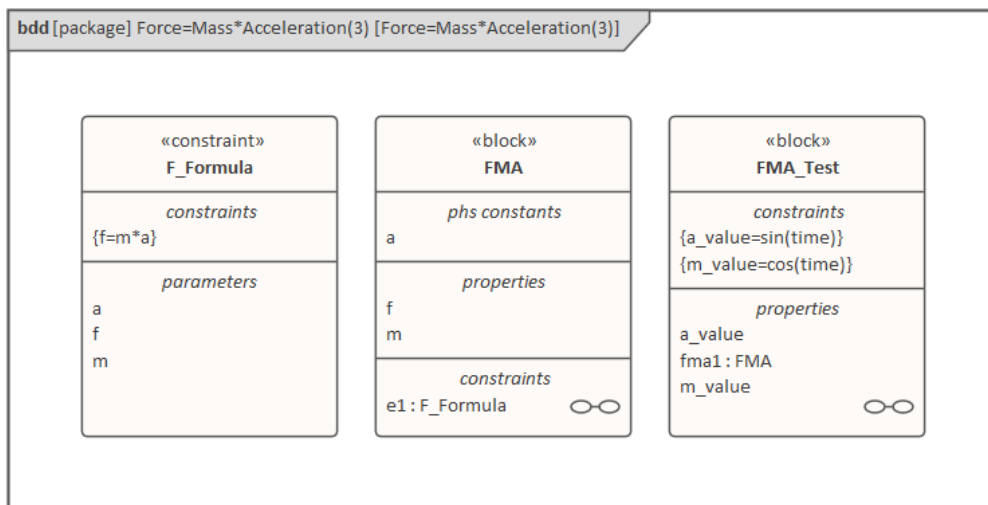 bdd [package] Force=Mass*Acceleration(3) [Force=Mass*Acceleration(3)]
«constraint»
F_Formula
constraints
{f=m*a}
parameters
a
f
m
«block»
FMA
phs constants
a
properties
f
m
constraints
e1 : F_Formula
«block»
FMA_Test
constraints
{a_value=sin(time)}
{m_value=cos(time)}
properties
a_value
fma1 : FMA
m_value